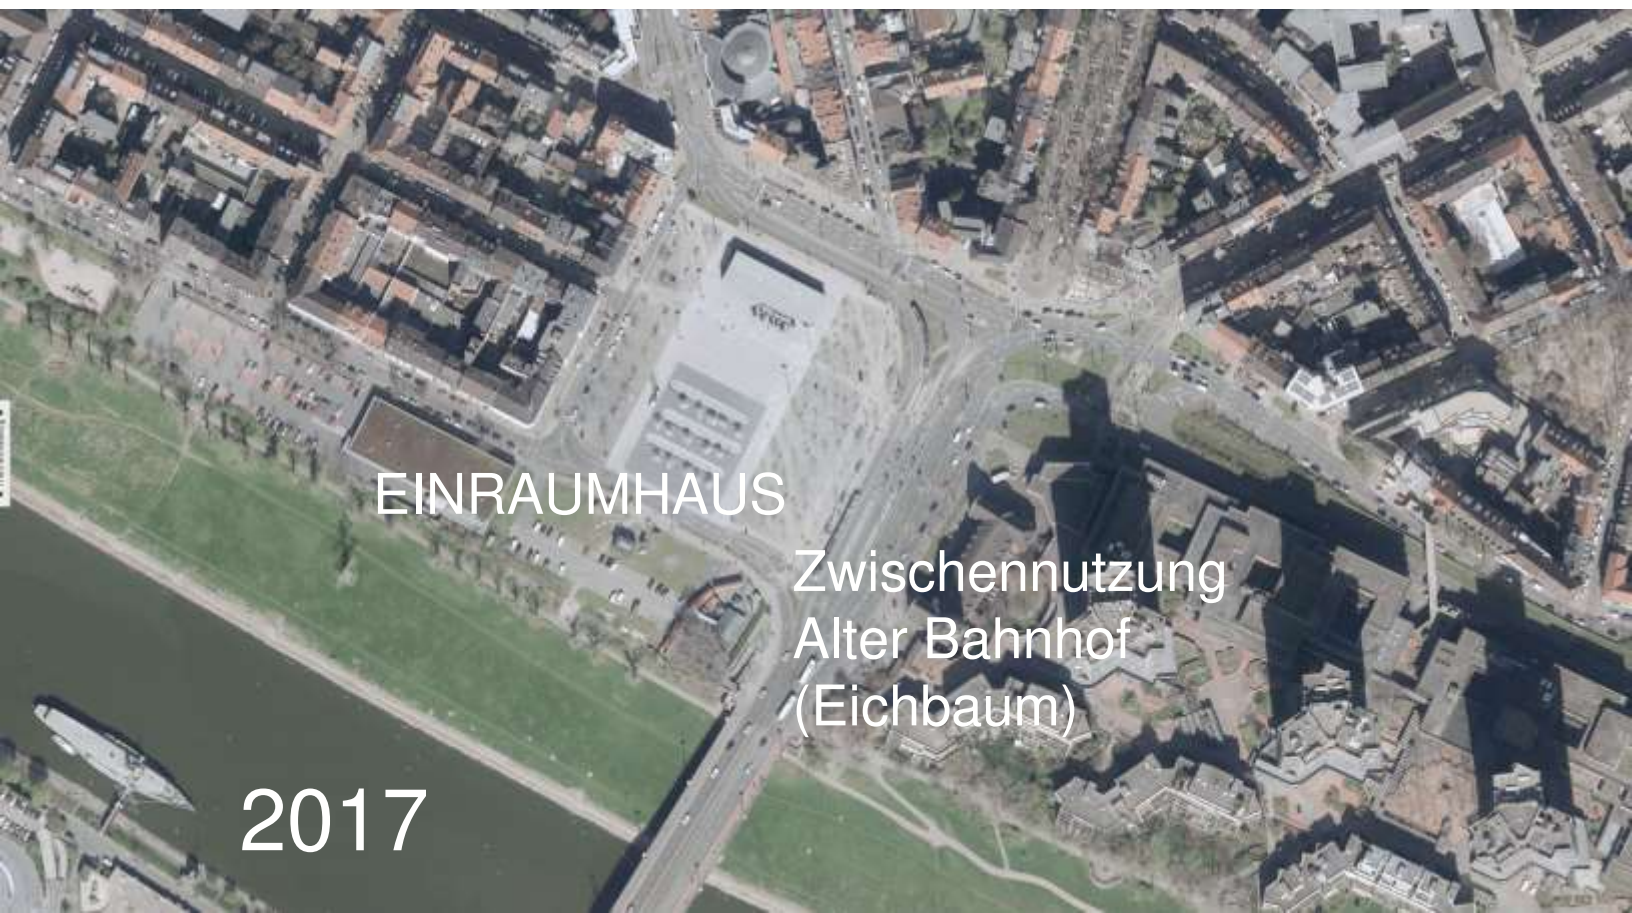 EINRAUMHAUS
Zwischennutzung
Alter Bahnhof
(Eichbaum)
2017